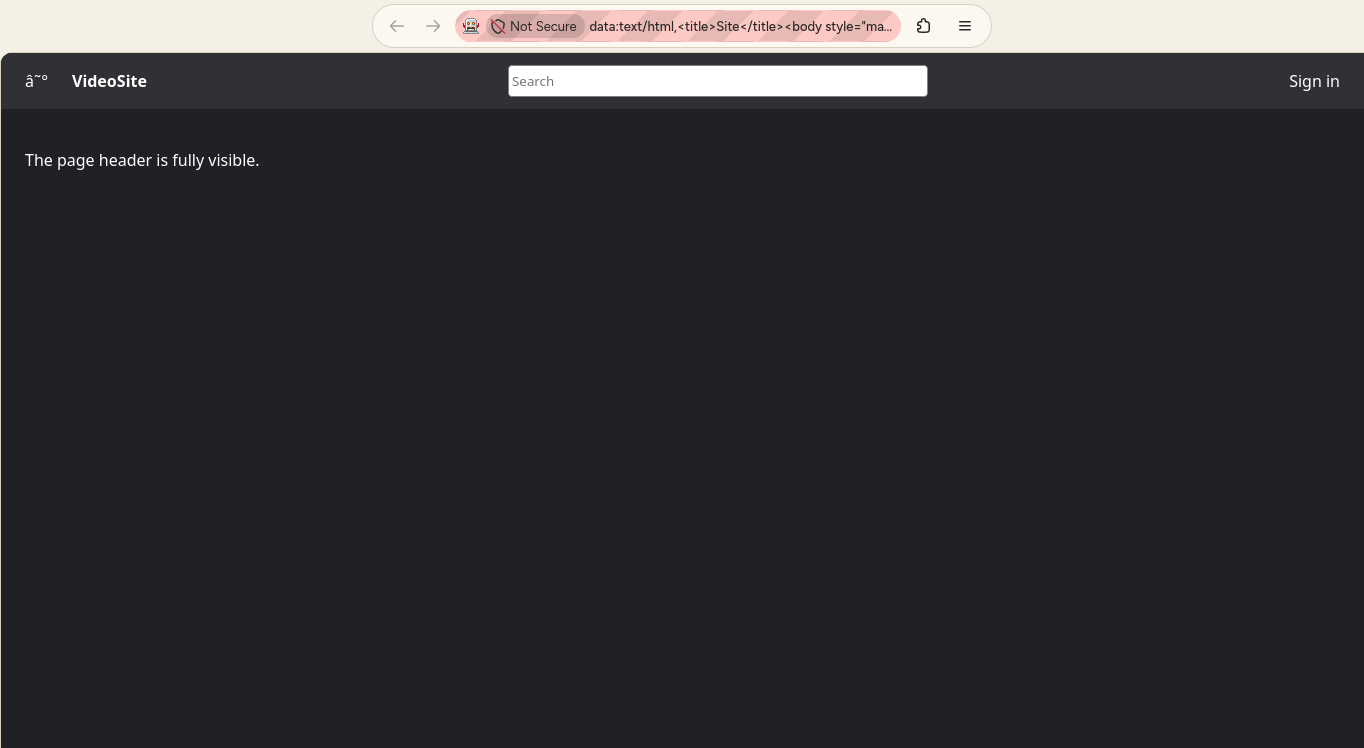 Not Secure data:text/html,<title>Site</title><body style="ma…
â˜° VideoSite Search Sign in
The page header is fully visible.